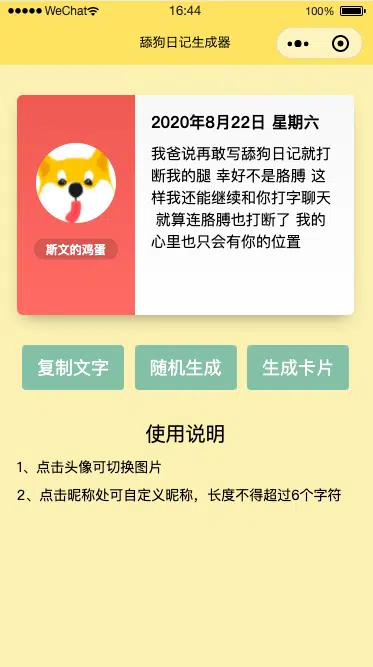 WeChat 16:44 100%
舔狗日记生成器
2020年8月22日 星期六
我爸说再敢写舔狗日记就打
断我的腿 幸好不是胳膊 这
样我还能继续和你打字聊天
就算连胳膊也打断了 我的
心里也只会有你的位置
斯文的鸡蛋
复制文字 随机生成 生成卡片
使用说明
1、点击头像可切换图片
2、点击昵称处可自定义昵称，长度不得超过6个字符